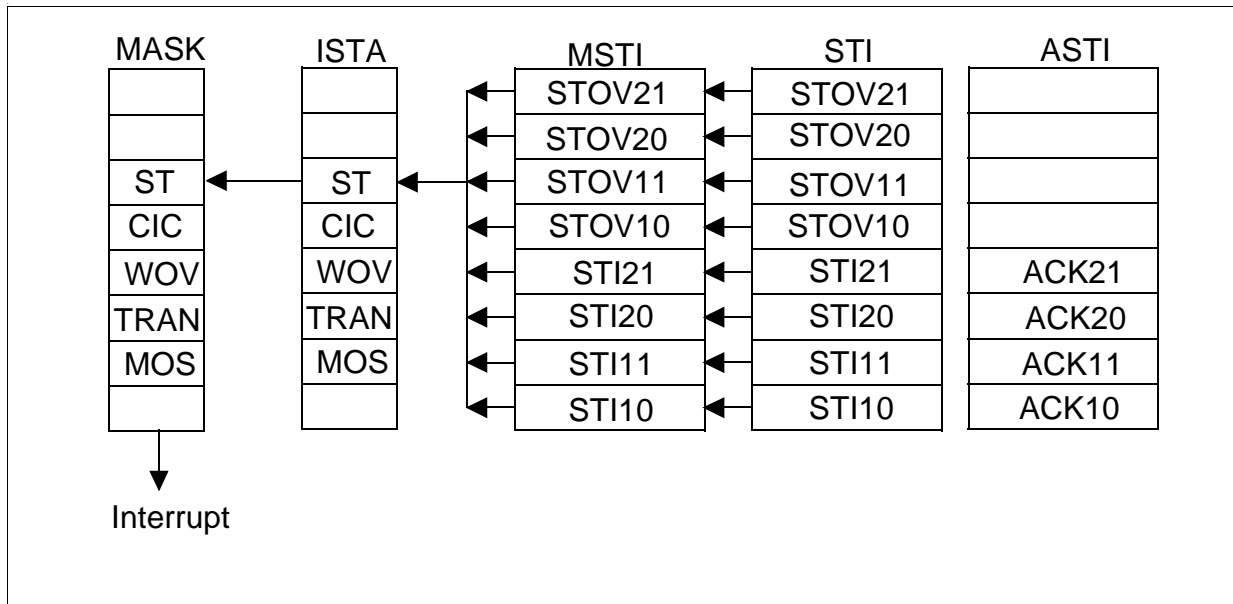 MASK ISTA MSTI STI ASTI
STOV21 STOV21
STOV20 STOV20
ST ST STOV11 STOV11
CIC CIC STOV10 STOV10
WOV WOV STI21 STI21 ACK21
TRAN TRAN STI20 STI20 ACK20
MOS MOS STI11 STI11 ACK11
STI10 STI10 ACK10
Interrupt